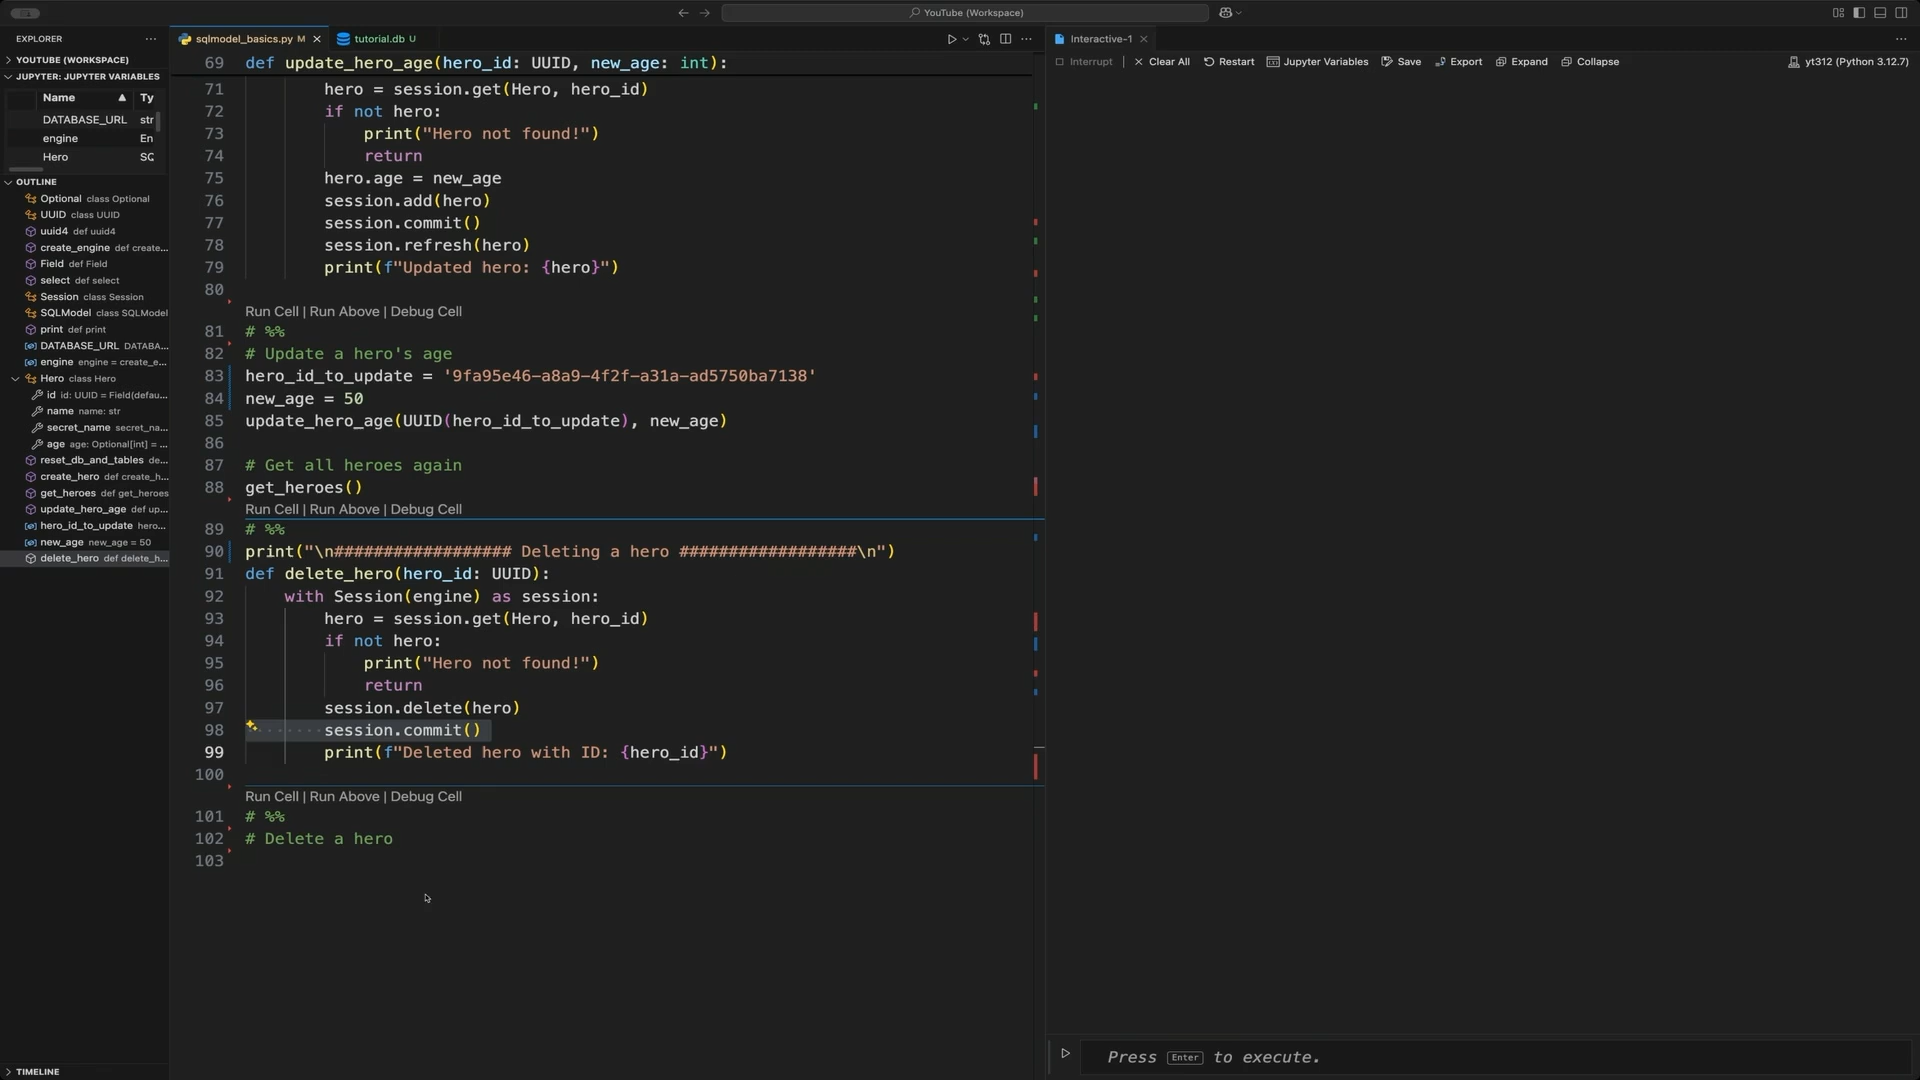 YouTube (Workspace)
EXPLORER
YOUTUBE (WORKSPACE)
JUPYTER: JUPYTER VARIABLES
Name Ty
DATABASE_URL str
engine En
Hero SQ
OUTLINE
Optional class Optional
UUID class UUID
uuid4 def uuid4
create_engine def create...
Field def Field
select def select
Session class Session
SQLModel class SQLModel
print def print
DATABASE_URL DATABA...
engine engine = create_e...
Hero class Hero
id id: UUID = Field(defau...
name name: str
secret_name secret_na...
age age: Optional[int] = ...
reset_db_and_tables de...
create_hero def create_h...
get_heroes def get_heroes
update_hero_age def up...
hero_id_to_update hero...
new_age new_age = 50
delete_hero def delete_h...
TIMELINE
sqlmodel_basics.py M
tutorial.db U
69 def update_hero_age(hero_id: UUID, new_age: int):
71 hero = session.get(Hero, hero_id)
72 if not hero:
73 print("Hero not found!")
74 return
75 hero.age = new_age
76 session.add(hero)
77 session.commit()
78 session.refresh(hero)
79 print(f"Updated hero: {hero}")
80
Run Cell | Run Above | Debug Cell
81 # %%
82 # Update a hero's age
83 hero_id_to_update = '9fa95e46-a8a9-4f2f-a31a-ad5750ba7138'
84 new_age = 50
85 update_hero_age(UUID(hero_id_to_update), new_age)
86
87 # Get all heroes again
88 get_heroes()
Run Cell | Run Above | Debug Cell
89 # %%
90 print("\n################## Deleting a hero ##################\n")
91 def delete_hero(hero_id: UUID):
92 with Session(engine) as session:
93 hero = session.get(Hero, hero_id)
94 if not hero:
95 print("Hero not found!")
96 return
97 session.delete(hero)
98 session.commit()
99 print(f"Deleted hero with ID: {hero_id}")
100
Run Cell | Run Above | Debug Cell
101 # %%
102 # Delete a hero
103
Interactive-1
Interrupt | Clear All Restart Jupyter Variables Save Export Expand Collapse yt312 (Python 3.12.7)
Press Enter to execute.